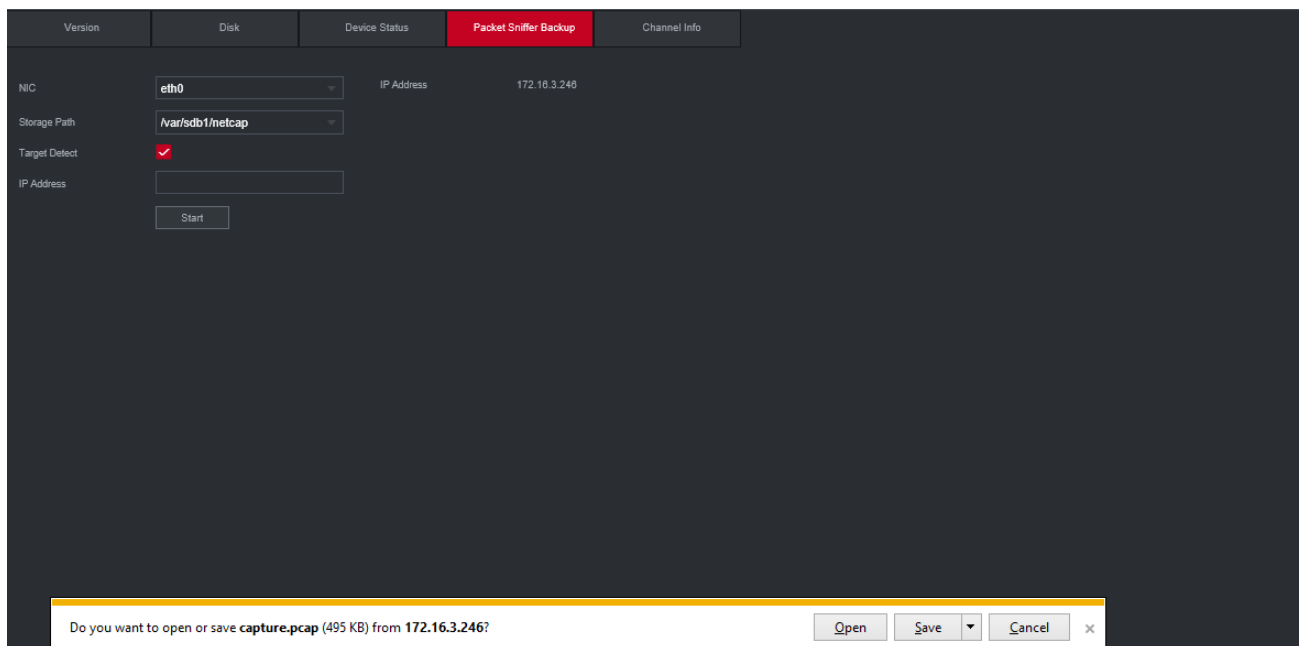 Version Disk Device Status Packet Sniffer Backup Channel Info
NIC eth0 IP Address 172.16.3.246
Storage Path /var/sdb1/netcap
Target Detect
IP Address
Start
Do you want to open or save capture.pcap (495 KB) from 172.16.3.246? Open Save Cancel ×